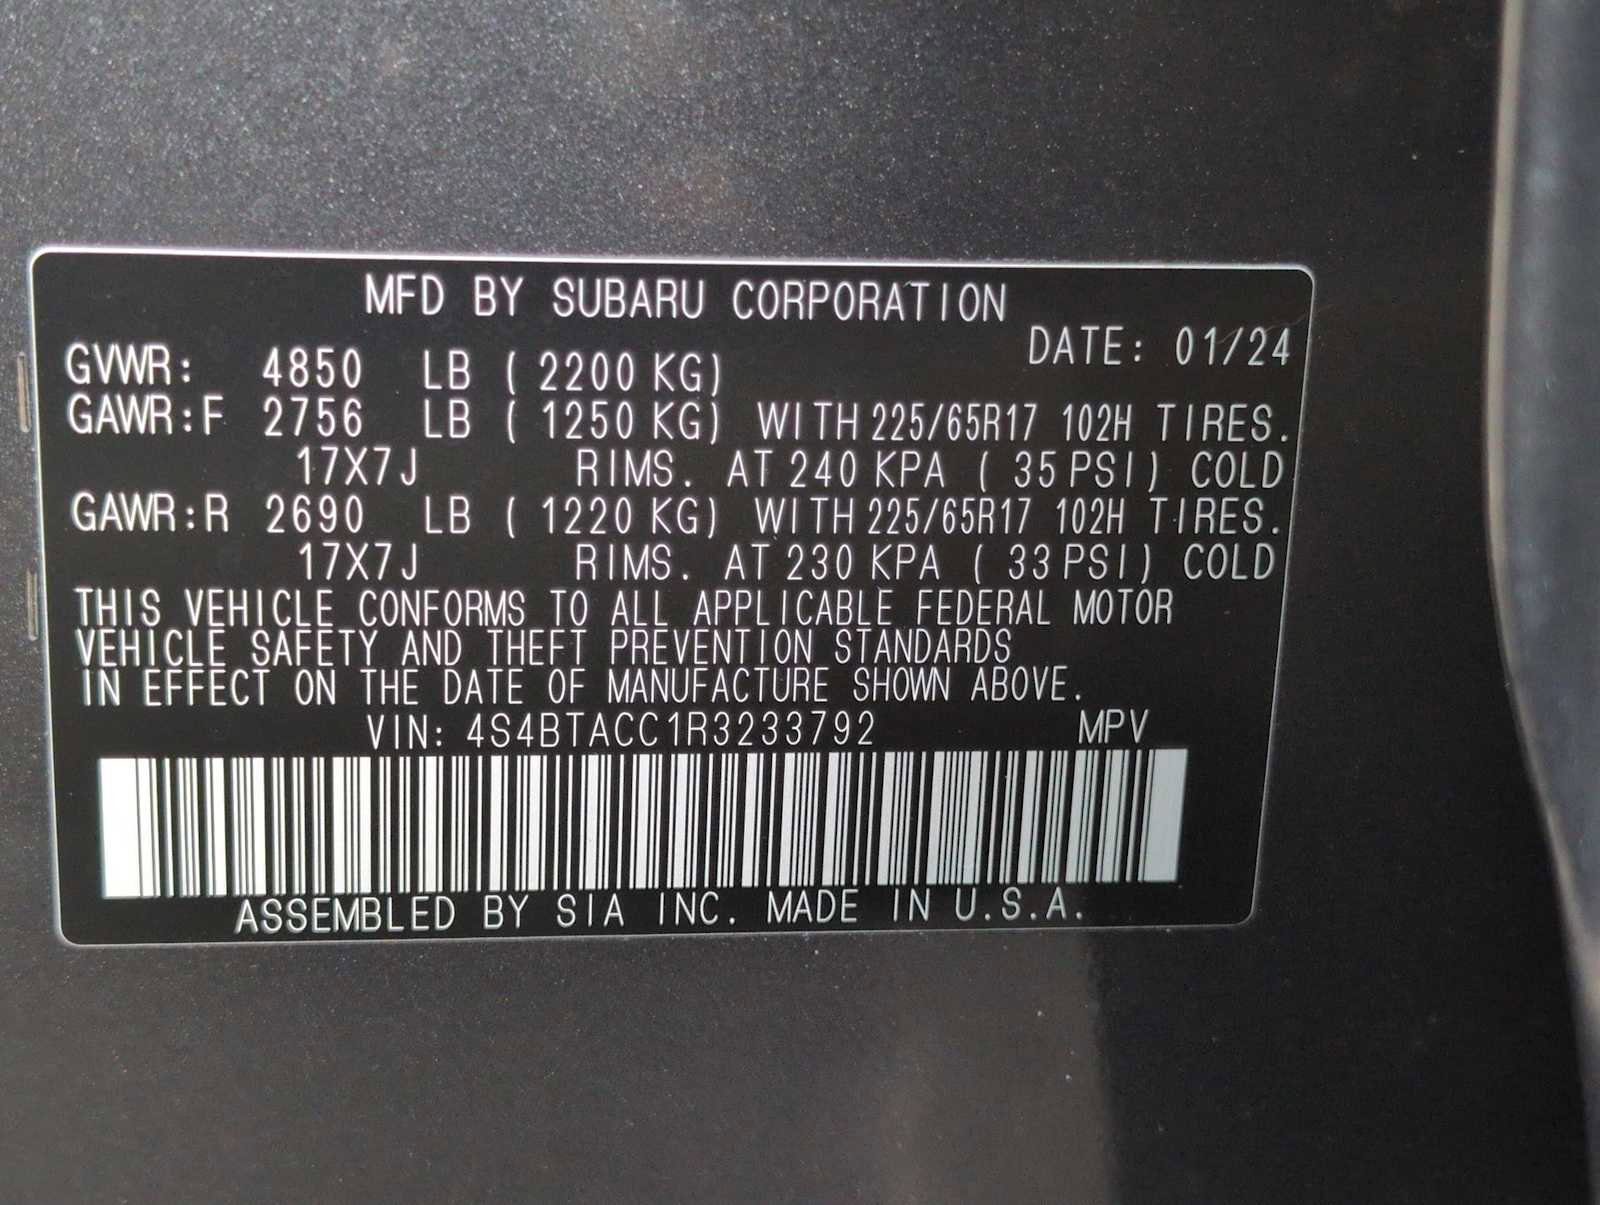 MFD BY SUBARU CORPORATION
DATE: 01/24
GVWR: 4850 LB ( 2200 KG)
GAWR:F 2756 LB ( 1250 KG) WITH 225/65R17 102H TIRES.
17X7J RIMS. AT 240 KPA ( 35 PSI) COLD
GAWR:R 2690 LB ( 1220 KG) WITH 225/65R17 102H TIRES.
17X7J RIMS. AT 230 KPA ( 33 PSI) COLD
THIS VEHICLE CONFORMS TO ALL APPLICABLE FEDERAL MOTOR
VEHICLE SAFETY AND THEFT PREVENTION STANDARDS
IN EFFECT ON THE DATE OF MANUFACTURE SHOWN ABOVE.
VIN: 4S4BTACC1R3233792 MPV
ASSEMBLED BY SIA INC. MADE IN U.S.A.